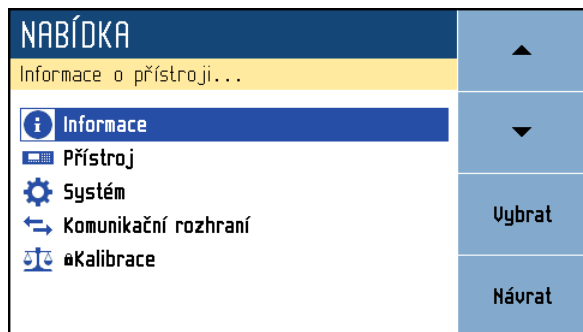 NABÍDKA
Informace o přístroji...
Informace
Přístroj
Systém
Komunikační rozhraní
Kalibrace
Vybrat
Návrat